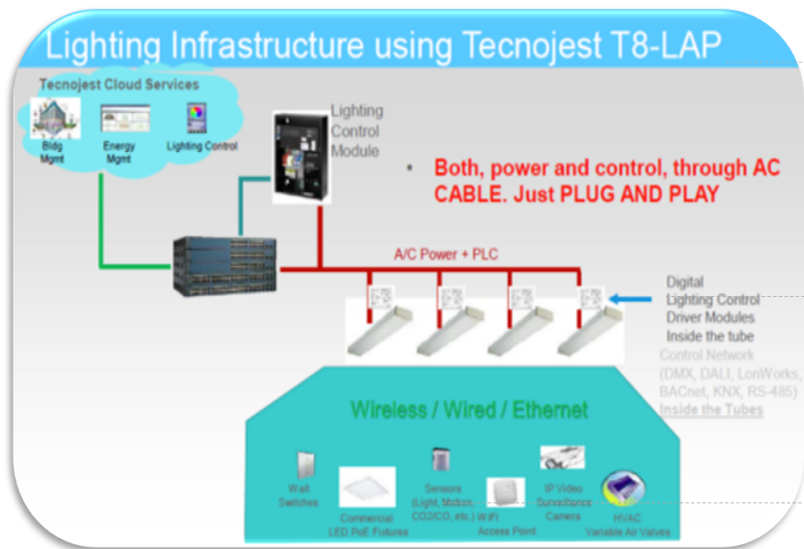 Lighting Infrastructure using Tecnojest T8-LAP
Tecnojest Cloud Services
Bldg
Mgmt
Energy
Mgmt
Lighting Control
Lighting
Control
Module
• Both, power and control, through AC
CABLE. Just PLUG AND PLAY
A/C Power + PLC
Digital
Lighting Control
Driver Modules
Inside the tube
Control Network
(DMX, DALI, LonWorks,
BACnet, KNX, RS-485)
Inside the Tubes
Wireless / Wired / Ethernet
Wall
Switches
Commercial
LED PoE Fixtures
Sensors
(Light, Motion,
CO2/CO, etc.)
WiFi
Access Point
IP Video
Surveillance
Camera
HVAC
Variable Air Valves